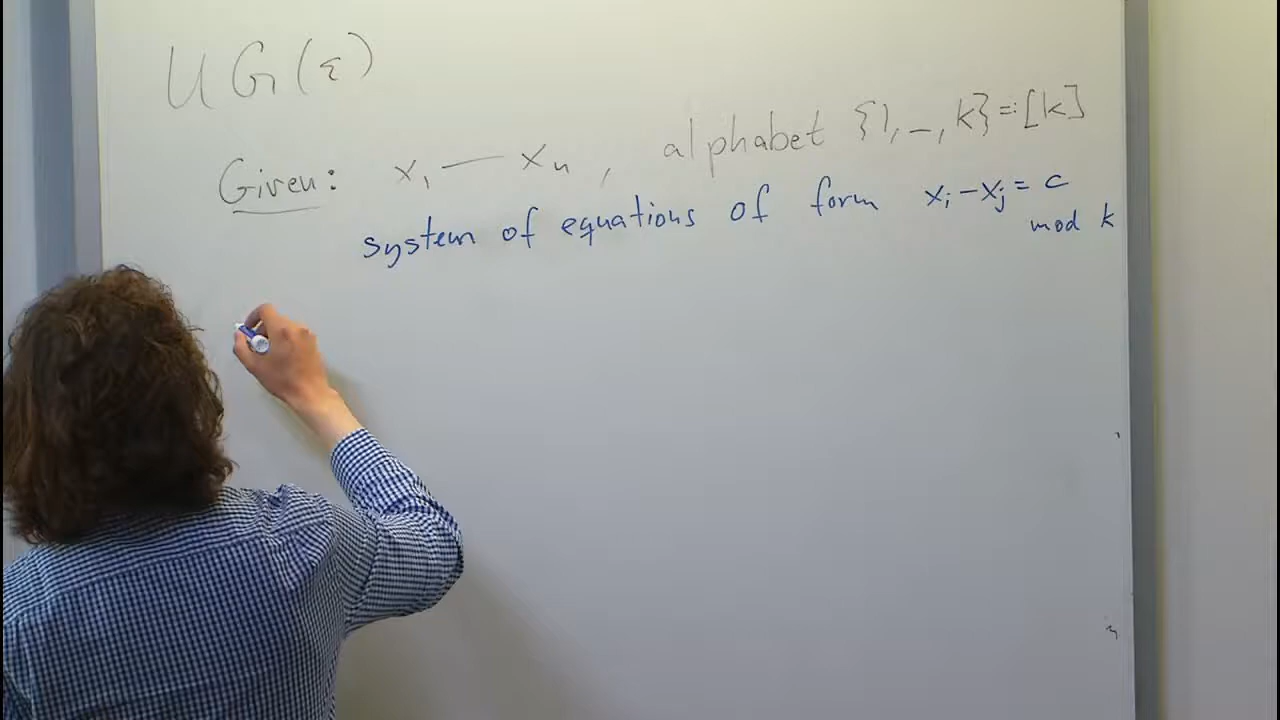 UG(ε)
Given: x₁ — xₙ, alphabet {1, _, k} =: [k]
system of equations of form xᵢ - xⱼ = c
mod k